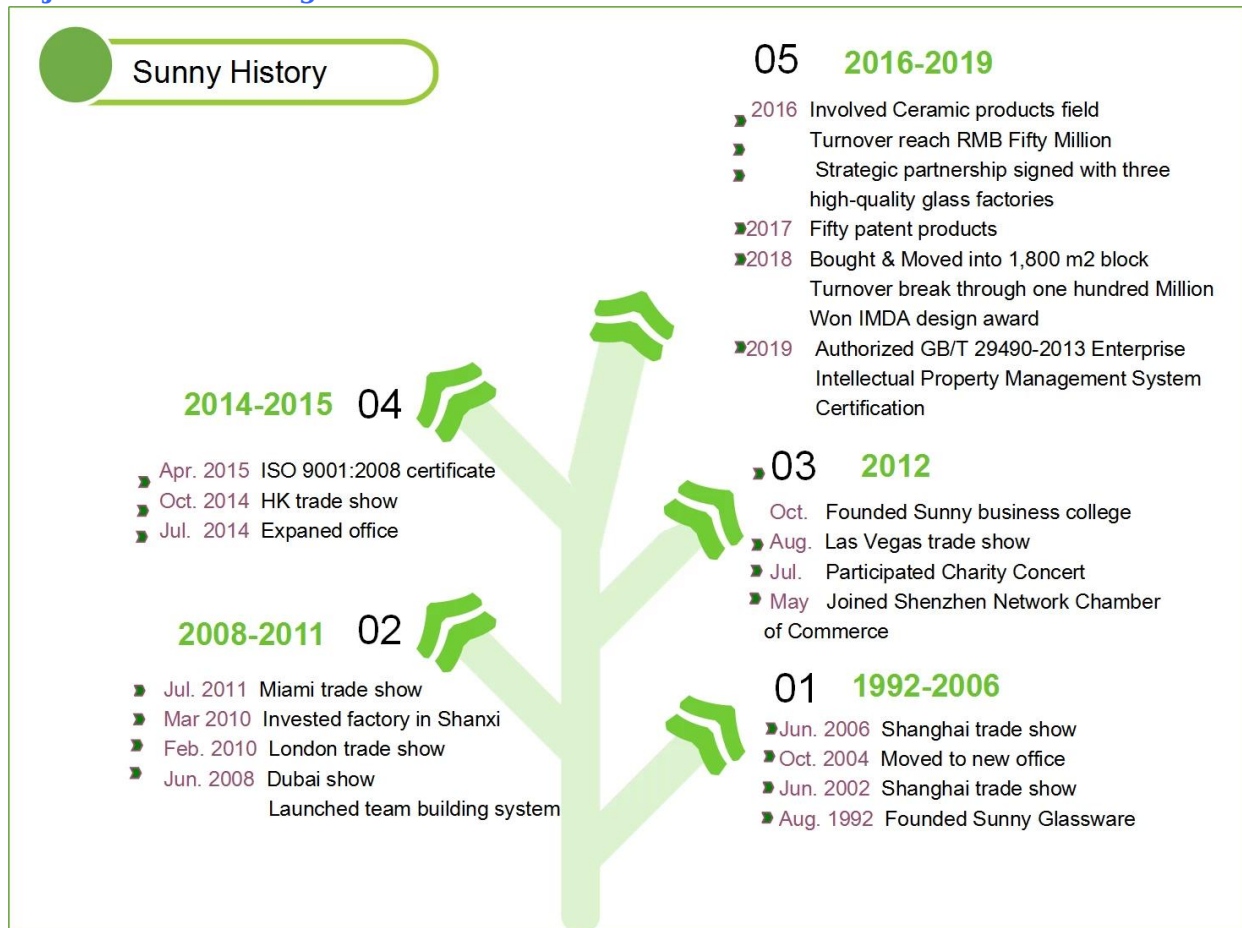 Sunny History
05 2016-2019
2016 Involved Ceramic products field
Turnover reach RMB Fifty Million
Strategic partnership signed with three
high-quality glass factories
2017 Fifty patent products
2018 Bought & Moved into 1,800 m2 block
Turnover break through one hundred Million
Won IMDA design award
2019 Authorized GB/T 29490-2013 Enterprise
Intellectual Property Management System
Certification
2014-2015 04
Apr. 2015 ISO 9001:2008 certificate
Oct. 2014 HK trade show
Jul. 2014 Expaned office
03 2012
Oct. Founded Sunny business college
Aug. Las Vegas trade show
Jul. Participated Charity Concert
May Joined Shenzhen Network Chamber
of Commerce
2008-2011 02
Jul. 2011 Miami trade show
Mar 2010 Invested factory in Shanxi
Feb. 2010 London trade show
Jun. 2008 Dubai show
Launched team building system
01 1992-2006
Jun. 2006 Shanghai trade show
Oct. 2004 Moved to new office
Jun. 2002 Shanghai trade show
Aug. 1992 Founded Sunny Glassware